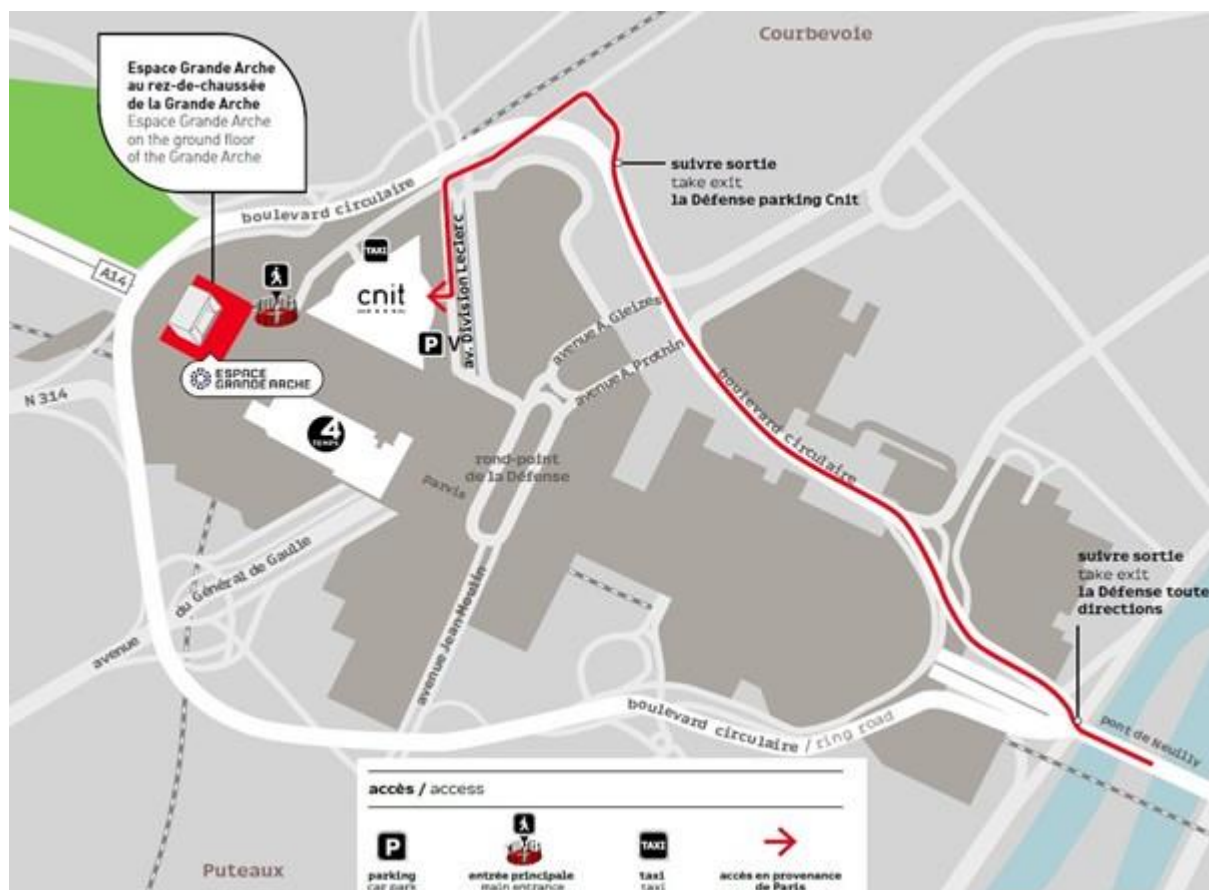 Courbevoie
Espace Grande Arche
au rez-de-chaussée
de la Grande Arche
Espace Grande Arche
on the ground floor
of the Grande Arche
suivre sortie
take exit
la Défense parking Cnit
boulevard circulaire
TAXI
av. Division Leclerc
A14
cnit
P V
avenue A. Gleizes
avenue A. Prothin
ESPACE
GRANDE ARCHE
N 314
4
TEMPS
boulevard circulaire
rond-point
de la Défense
parvis
avenue du Général de Gaulle
avenue Jean Moulin
suivre sortie
take exit
la Défense toute
directions
pont de Neuilly
boulevard circulaire / ring road
accès / access
P
TAXI
parking
car park
entrée principale
main entrance
taxi
taxi
accès en provenance
de Paris
Puteaux